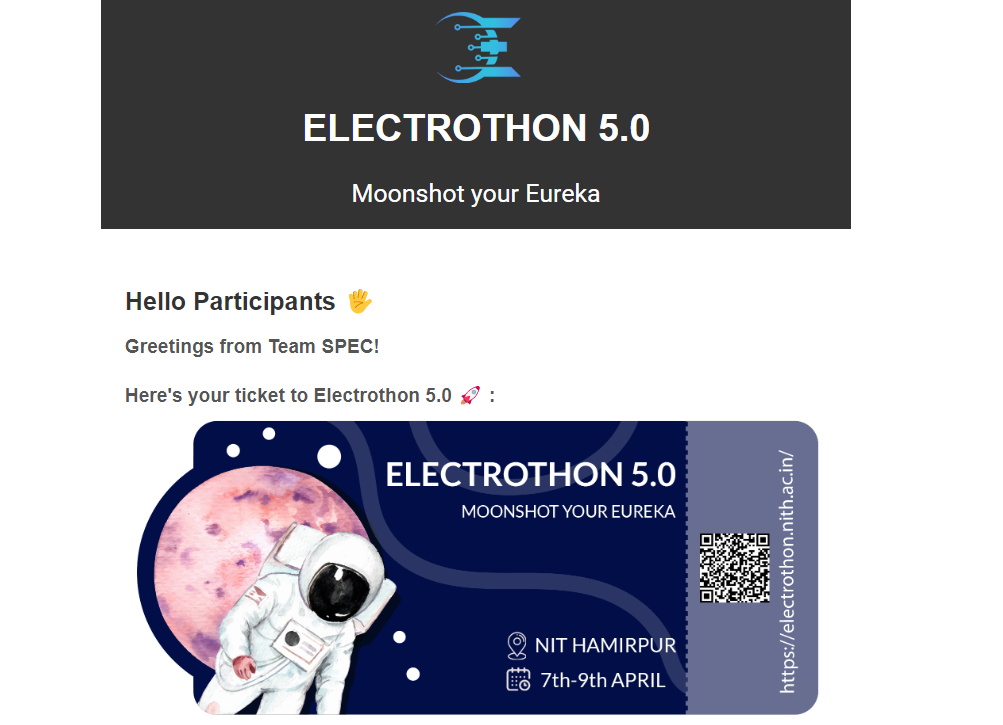 ELECTROTHON 5.0
Moonshot your Eureka
Hello Participants 🖐
Greetings from Team SPEC!
Here's your ticket to Electrothon 5.0 🚀 :
ELECTROTHON 5.0
MOONSHOT YOUR EUREKA
NIT HAMIRPUR
7th-9th APRIL
https://electrothon.nith.ac.in/